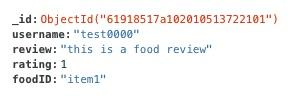 _id: ObjectId("61918517a102010513722101")
username: "test0000"
review: "this is a food review"
rating: 1
foodID: "item1"